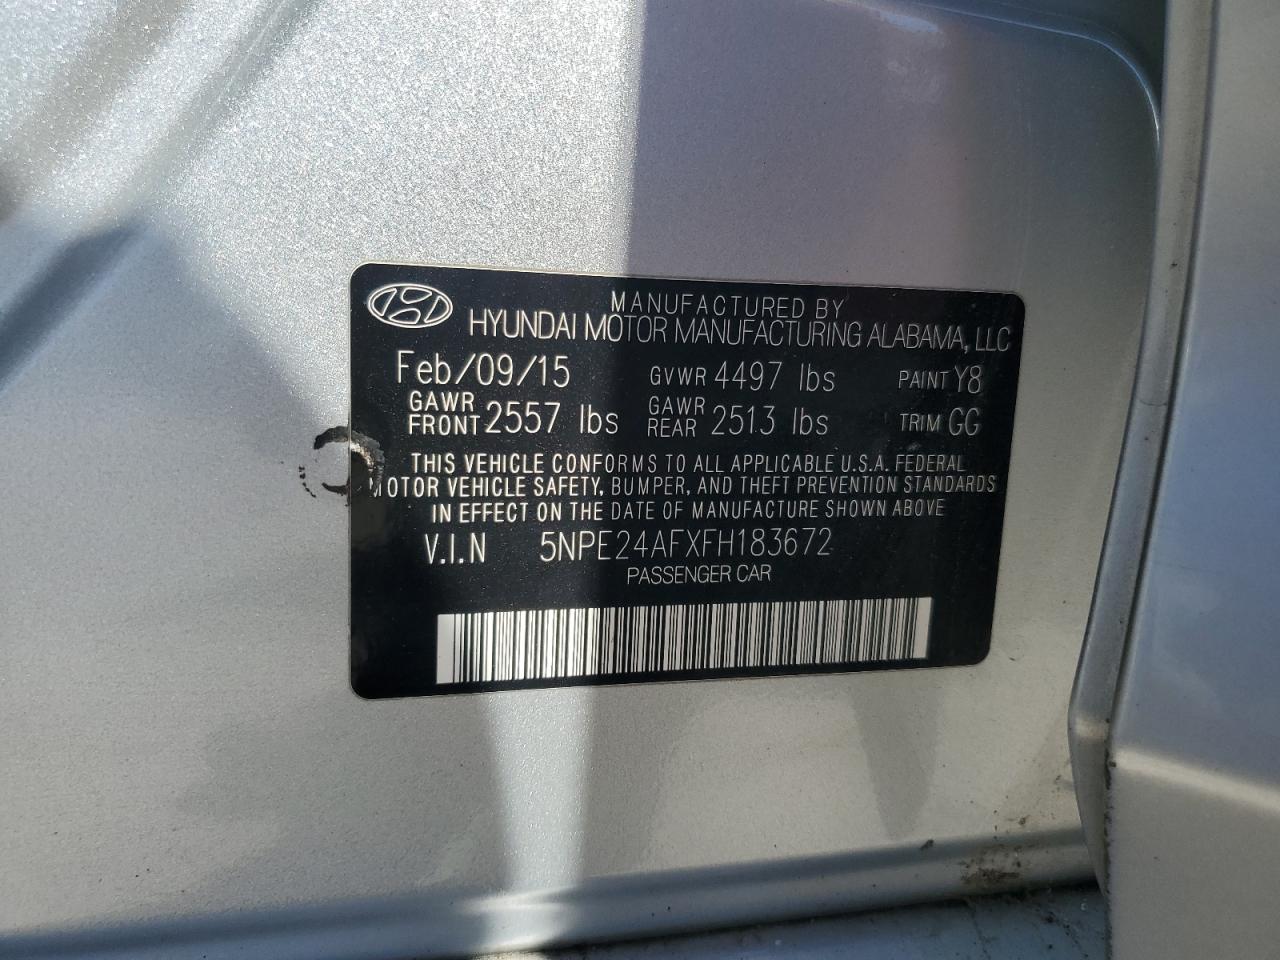 MANUFACTURED BY
HYUNDAI MOTOR MANUFACTURING ALABAMA, LLC
Feb/09/15 GVWR 4497 lbs PAINT Y8
GAWR FRONT 2557 lbs GAWR REAR 2513 lbs TRIM GG
THIS VEHICLE CONFORMS TO ALL APPLICABLE U.S.A. FEDERAL
MOTOR VEHICLE SAFETY, BUMPER, AND THEFT PREVENTION STANDARDS
IN EFFECT ON THE DATE OF MANUFACTURE SHOWN ABOVE
V.I.N 5NPE24AFXFH183672
PASSENGER CAR